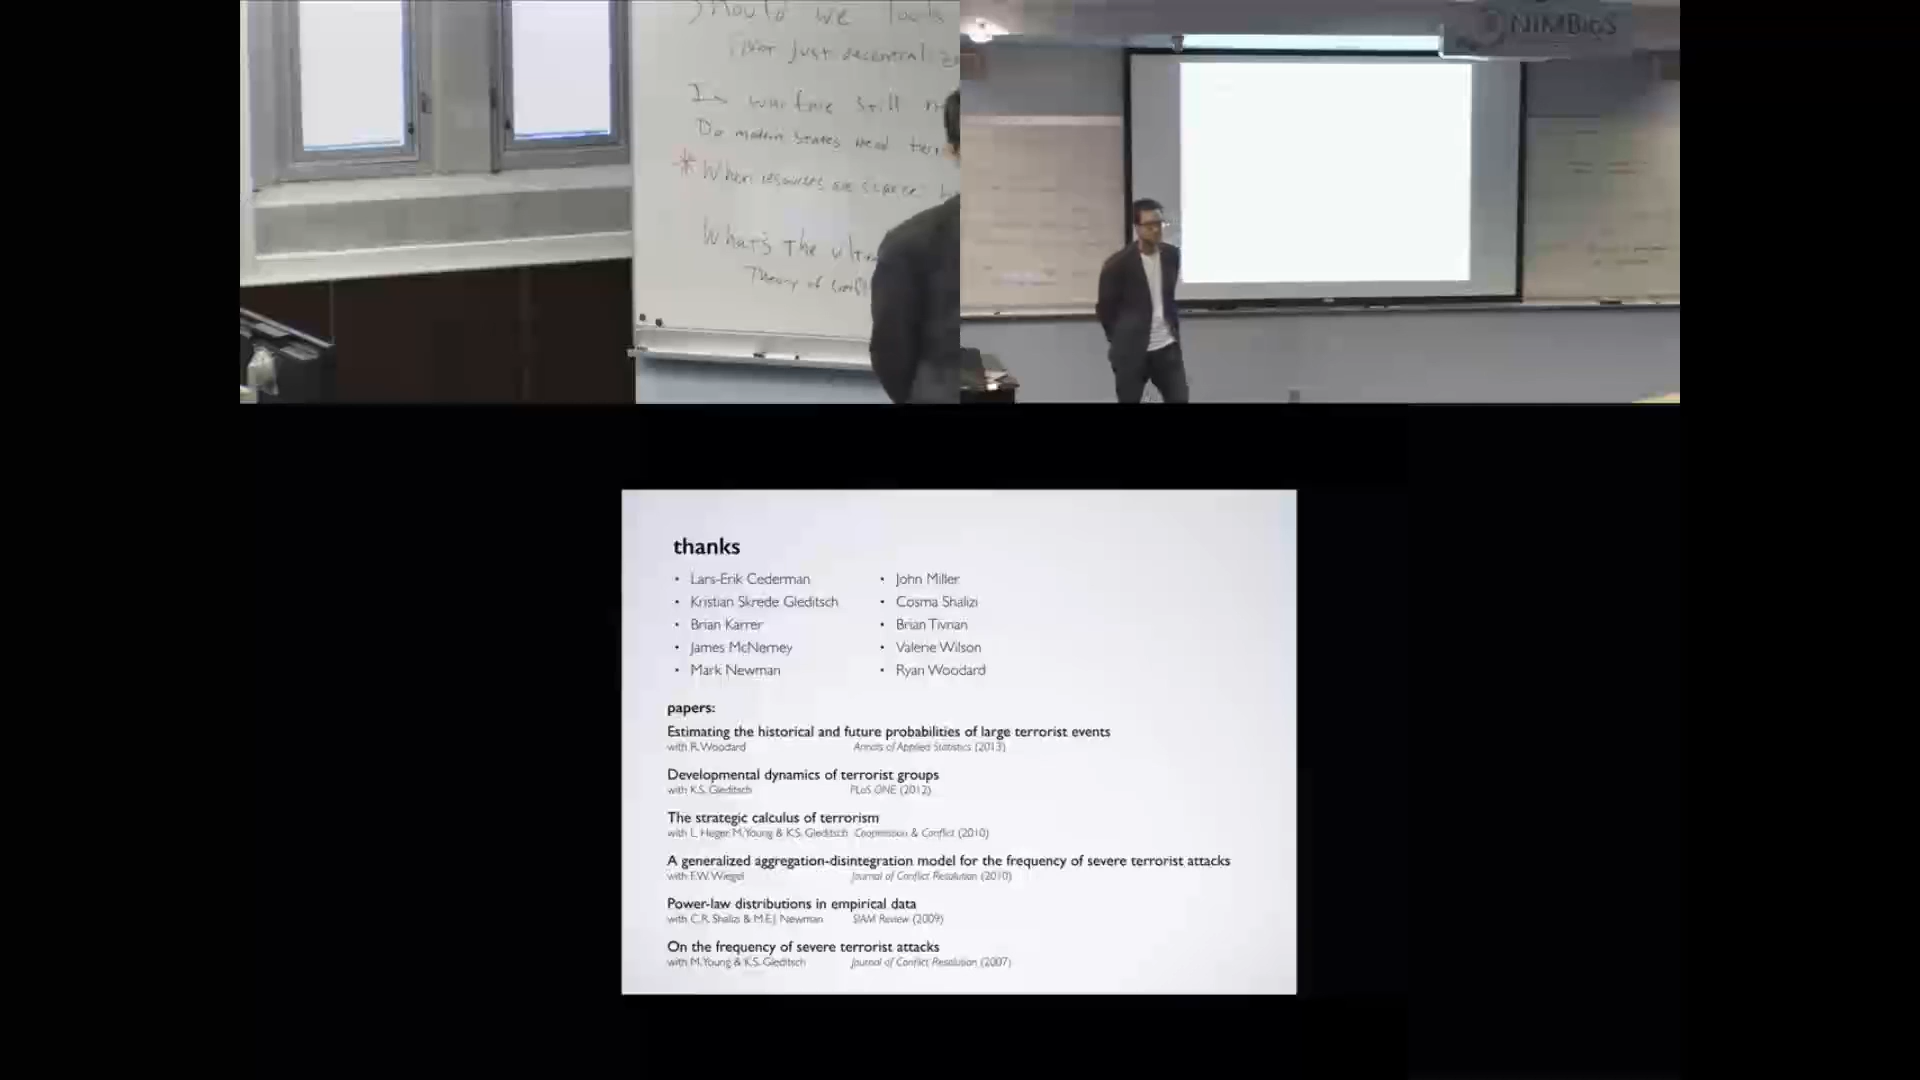 Should we look
Not just decentraliz
Is warfare still n
Do modern states need terr
* When resources are scarce:
What's the ult
Theory of Confl
NIMBioS
thanks
• Lars-Erik Cederman
• Kristian Skrede Gleditsch
• Brian Karrer
• James McNerney
• Mark Newman
• John Miller
• Cosma Shalizi
• Brian Tivnan
• Valerie Wilson
• Ryan Woodard
papers:
Estimating the historical and future probabilities of large terrorist events
with R. Woodard Annals of Applied Statistics (2013)
Developmental dynamics of terrorist groups
with K.S. Gleditsch PLoS ONE (2012)
The strategic calculus of terrorism
with L. Heger, M. Young & K.S. Gleditsch Cooperation & Conflict (2010)
A generalized aggregation-disintegration model for the frequency of severe terrorist attacks
with F.W. Wiegel Journal of Conflict Resolution (2010)
Power-law distributions in empirical data
with C.R. Shalizi & M.E.J. Newman SIAM Review (2009)
On the frequency of severe terrorist attacks
with M. Young & K.S. Gleditsch Journal of Conflict Resolution (2007)